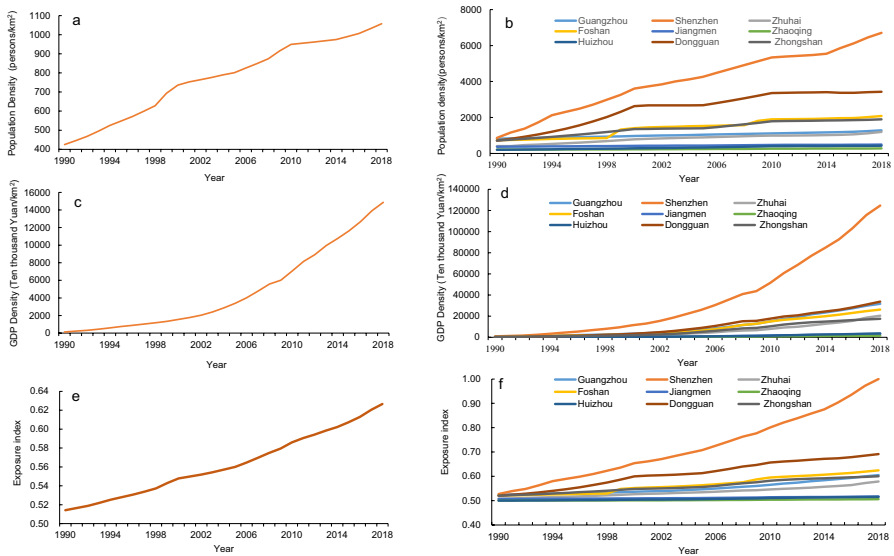 a
Population Density (persons/km²)
1100
1000
900
800
700
600
500
400
1990 1994 1998 2002 2006 2010 2014 2018
Year
b
Population density(persons/km²)
Guangzhou Shenzhen Zhuhai
Foshan Jiangmen Zhaoqing
Huizhou Dongguan Zhongshan
8000
6000
4000
2000
0
1990 1994 1998 2002 2006 2010 2014 2018
Year
c
GDP Density (Ten thousand Yuan/km²)
16000
14000
12000
10000
8000
6000
4000
2000
0
1990 1994 1998 2002 2006 2010 2014 2018
Year
d
GDP Density (Ten thousand Yuan/km²)
Guangzhou Shenzhen Zhuhai
Foshan Jiangmen Zhaoqing
Huizhou Dongguan Zhongshan
140000
120000
100000
80000
60000
40000
20000
0
1990 1994 1998 2002 2006 2010 2014 2018
Year
e
Exposure index
0.64
0.62
0.60
0.58
0.56
0.54
0.52
0.50
1990 1994 1998 2002 2006 2010 2014 2018
Year
f
Exposure index
Guangzhou Shenzhen Zhuhai
Foshan Jiangmen Zhaoqing
Huizhou Dongguan Zhongshan
1.00
0.90
0.80
0.70
0.60
0.50
0.40
1990 1994 1998 2002 2006 2010 2014 2018
Year